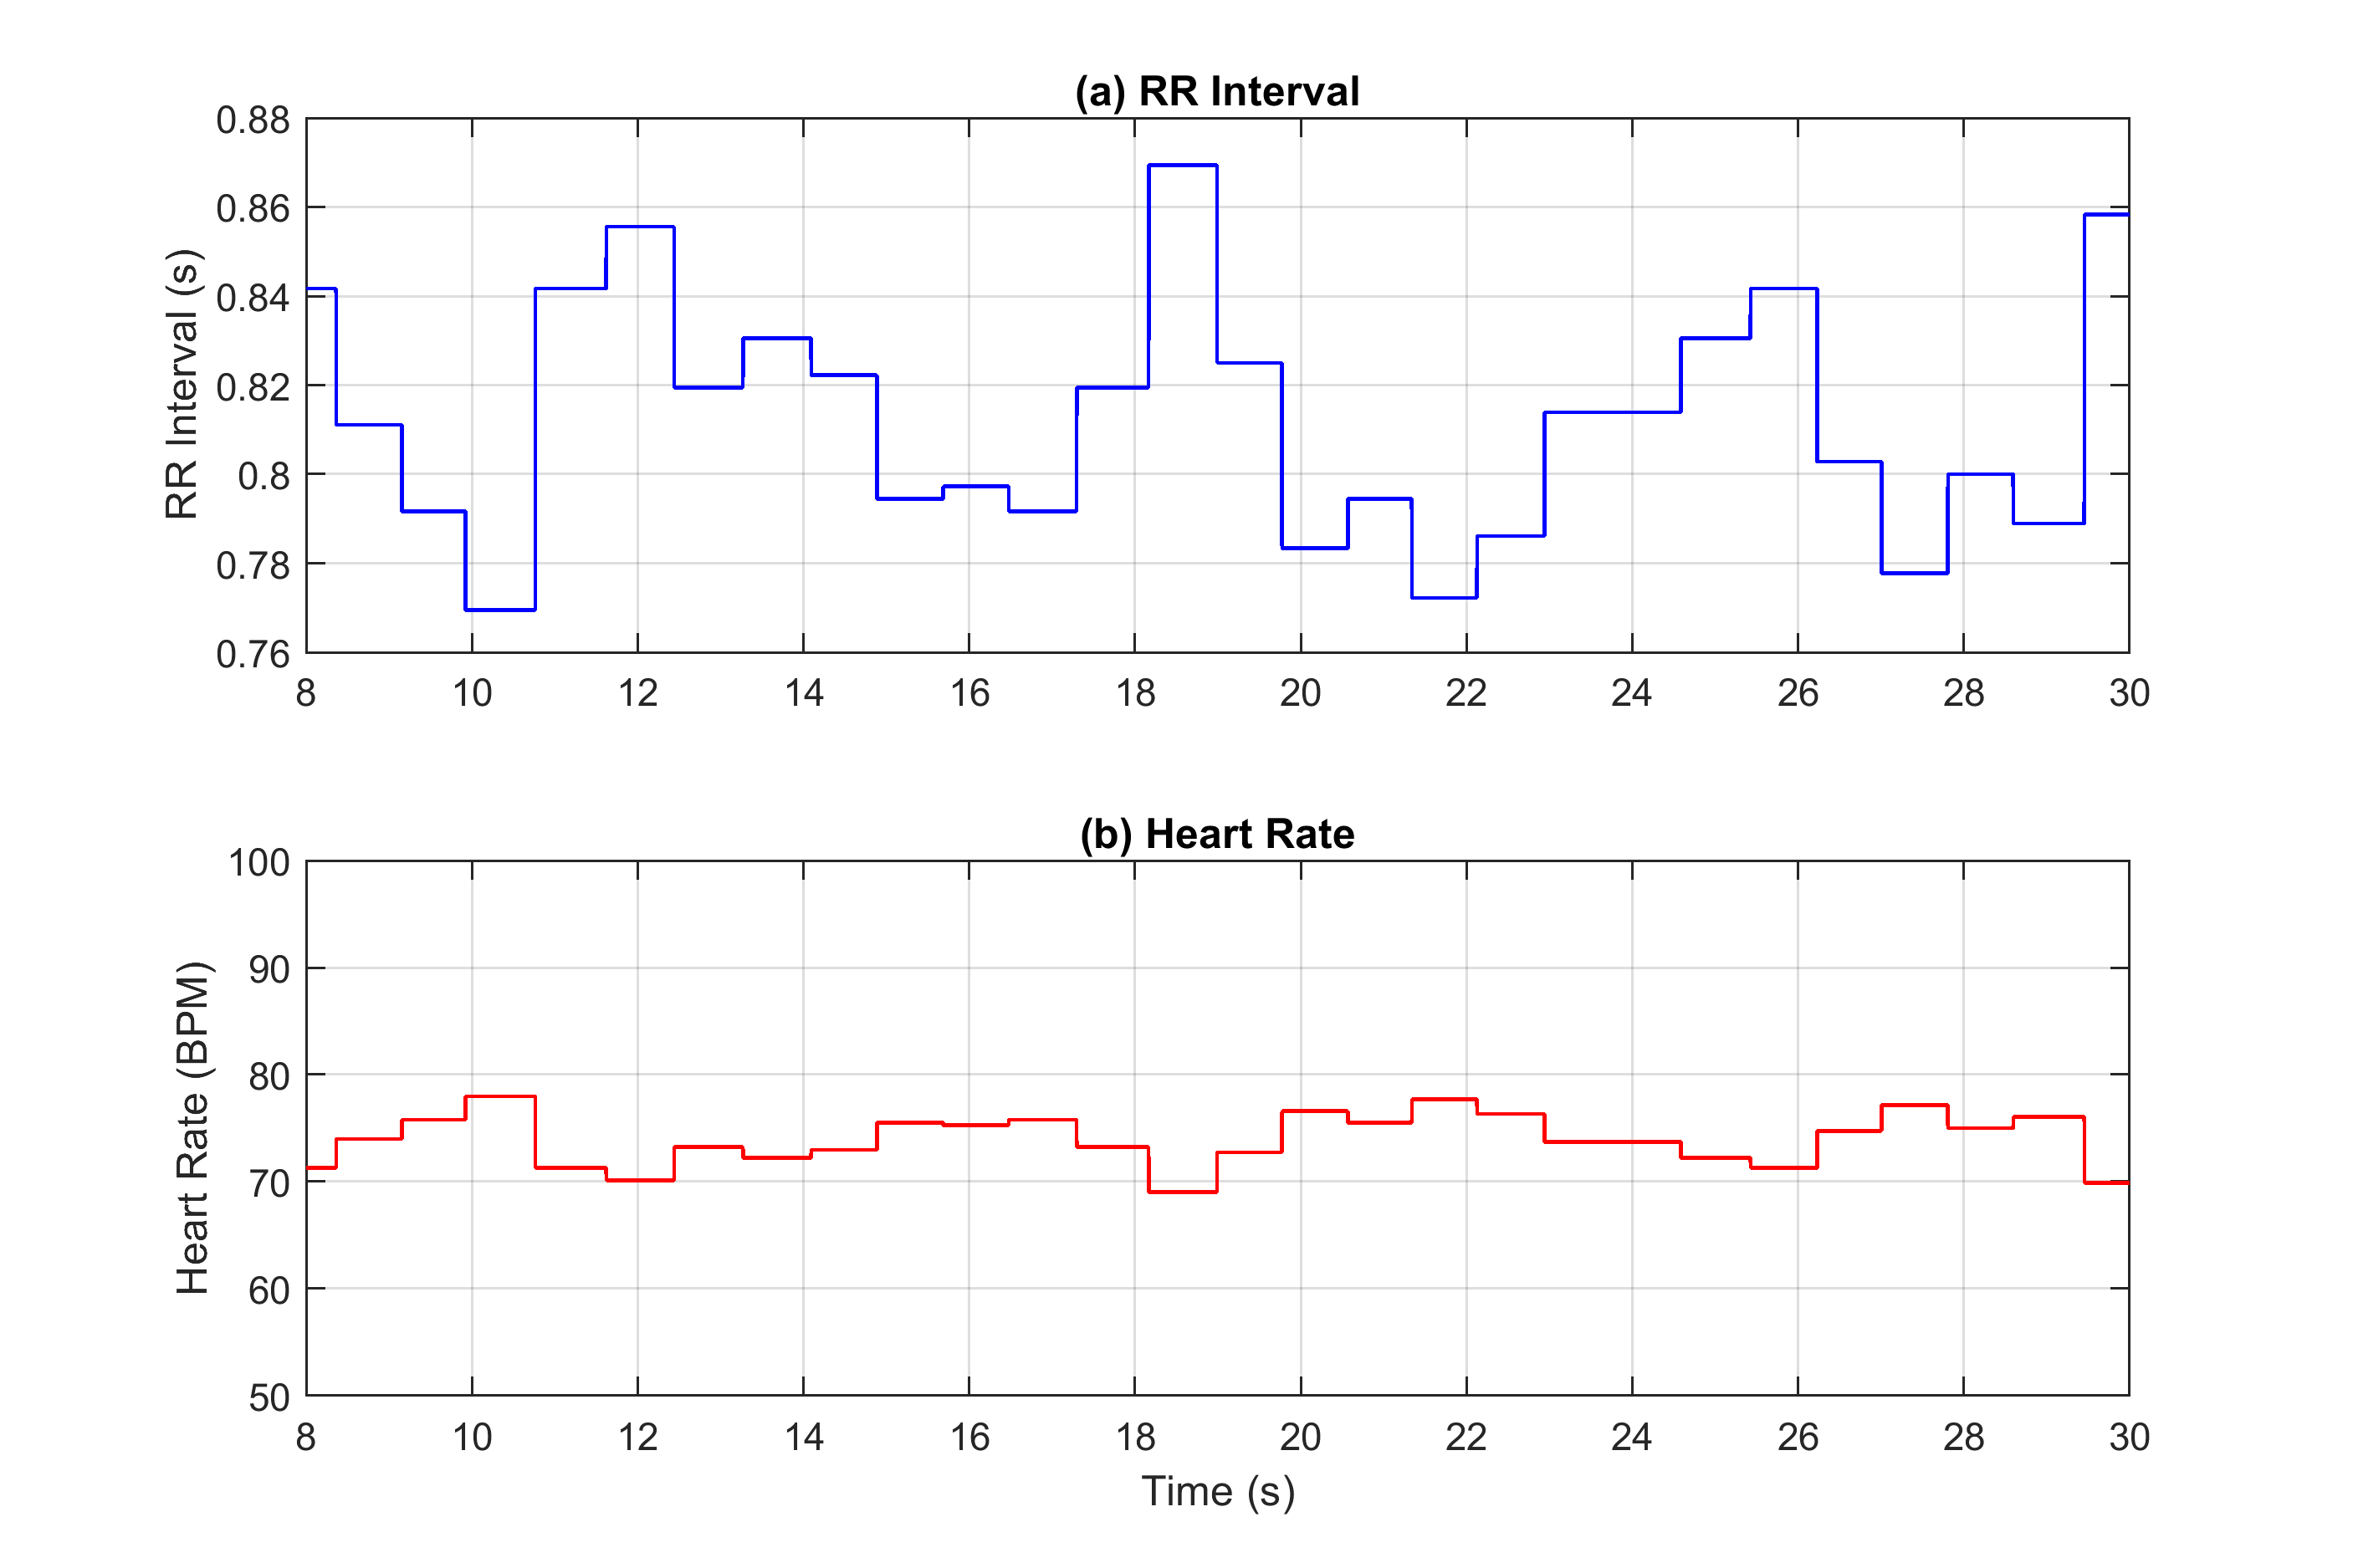 (a) RR Interval
0.88
0.86
0.84
0.82
0.8
0.78
0.76
RR Interval (s)
8 10 12 14 16 18 20 22 24 26 28 30
(b) Heart Rate
100
90
80
70
60
50
Heart Rate (BPM)
8 10 12 14 16 18 20 22 24 26 28 30
Time (s)